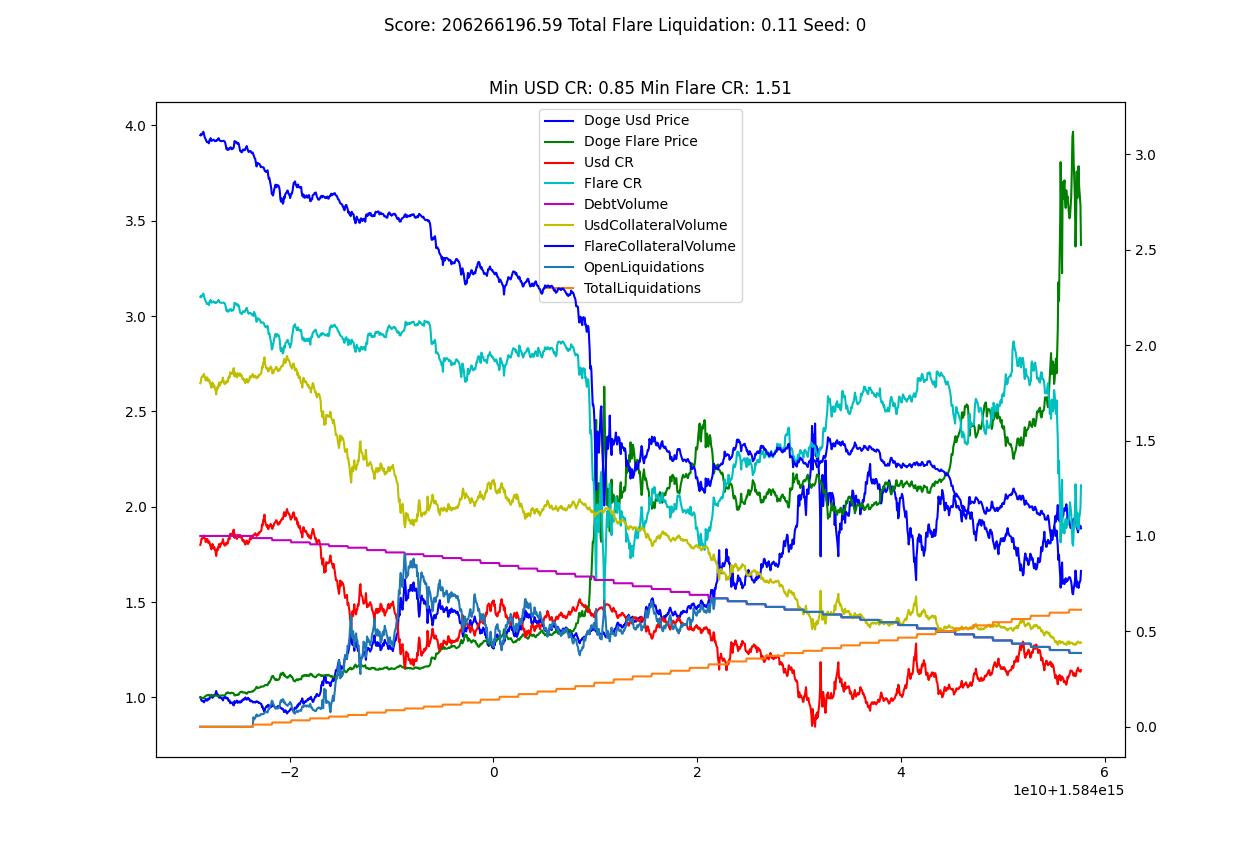 Score: 206266196.59 Total Flare Liquidation: 0.11 Seed: 0
Min USD CR: 0.85 Min Flare CR: 1.51
Doge Usd Price
Doge Flare Price
Usd CR
Flare CR
DebtVolume
UsdCollateralVolume
FlareCollateralVolume
OpenLiquidations
TotalLiquidations
4.0
3.5
3.0
2.5
2.0
1.5
1.0
3.0
2.5
2.0
1.5
1.0
0.5
0.0
−2 0 2 4 6
1e10+1.584e15